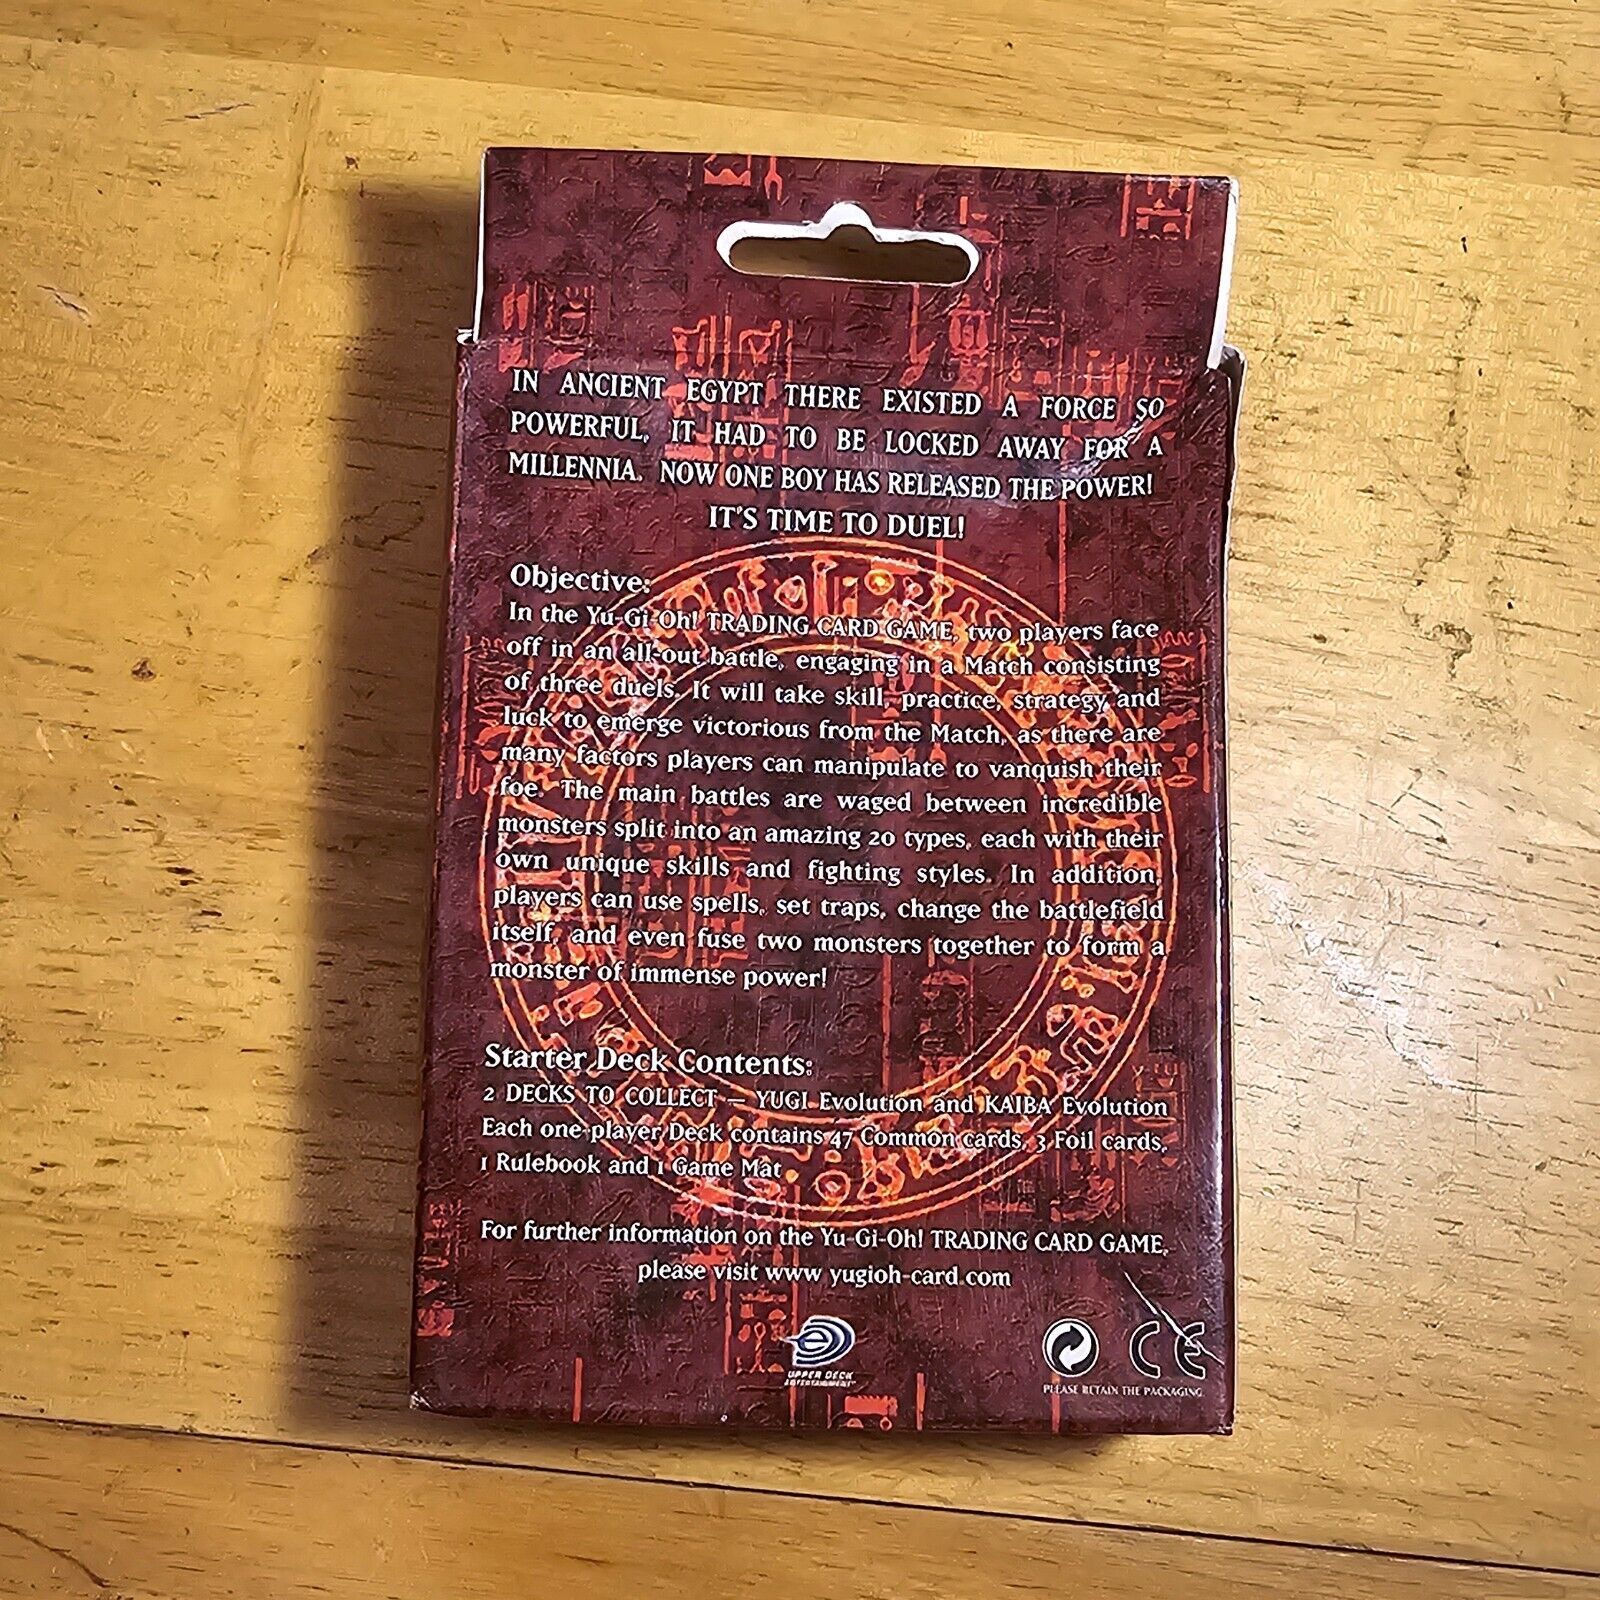 IN ANCIENT EGYPT THERE EXISTED A FORCE SO
POWERFUL, IT HAD TO BE LOCKED AWAY FOR A
MILLENNIA. NOW ONE BOY HAS RELEASED THE POWER!
IT'S TIME TO DUEL!
Objective:
In the Yu-Gi-Oh! TRADING CARD GAME, two players face
off in an all-out battle, engaging in a Match consisting
of three duels. It will take skill, practice, strategy, and
luck to emerge victorious from the Match, as there are
many factors players can manipulate to vanquish their
foe. The main battles are waged between incredible
monsters split into an amazing 20 types, each with their
own unique skills and fighting styles. In addition,
players can use spells, set traps, change the battlefield
itself, and even fuse two monsters together to form a
monster of immense power!
Starter Deck Contents:
2 DECKS TO COLLECT – YUGI Evolution and KAIBA Evolution
Each one-player Deck contains 47 Common cards, 3 Foil cards,
1 Rulebook and 1 Game Mat
For further information on the Yu-Gi-Oh! TRADING CARD GAME,
please visit www.yugioh-card.com
UPPER DECK
ENTERTAINMENT™
CE
PLEASE RETAIN THE PACKAGING